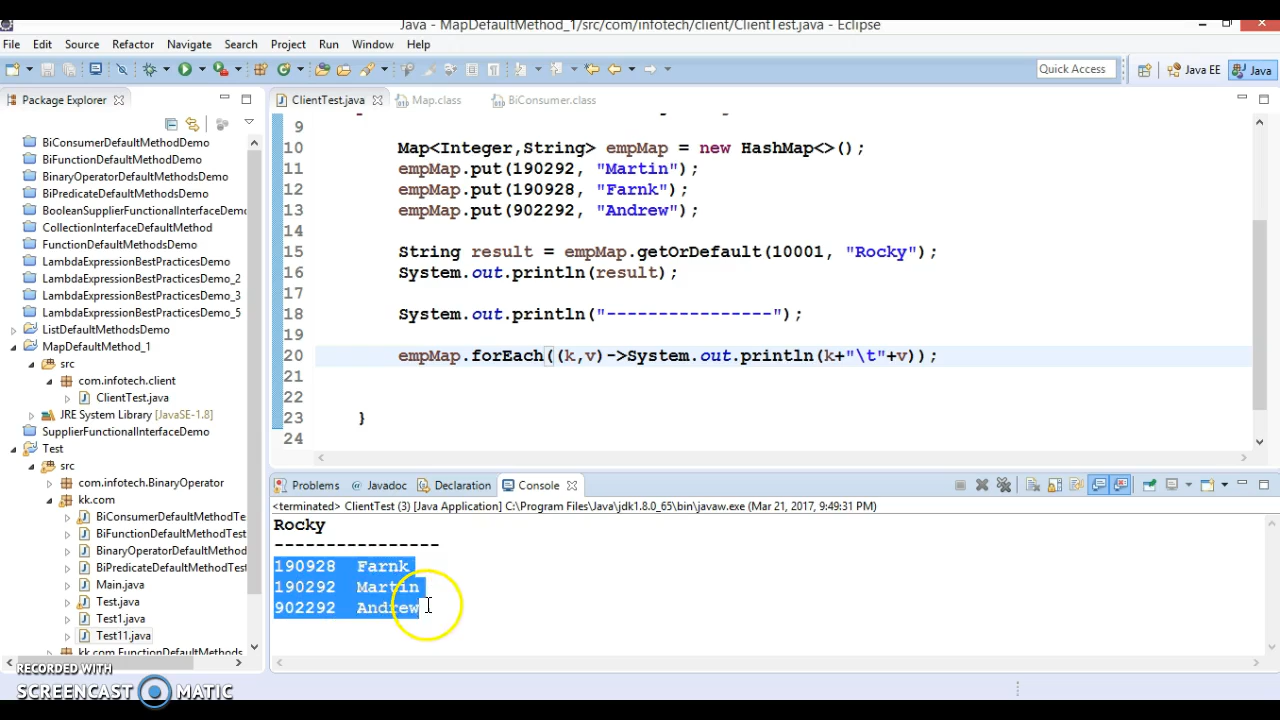 Java - MapDefaultMethod_1/src/com/infotech/client/ClientTest.java - Eclipse
File Edit Source Refactor Navigate Search Project Run Window Help
Quick Access Java EE Java
Package Explorer
ClientTest.java Map.class BiConsumer.class
BiConsumerDefaultMethodDemo
BiFunctionDefaultMethodDemo
BinaryOperatorDefaultMethodsDemo
BiPredicateDefaultMethodsDemo
BooleanSupplierFunctionalInterfaceDemo
CollectionInterfaceDefaultMethod
FunctionDefaultMethodsDemo
LambdaExpressionBestPracticesDemo
LambdaExpressionBestPracticesDemo_2
LambdaExpressionBestPracticesDemo_3
LambdaExpressionBestPracticesDemo_5
ListDefaultMethodsDemo
MapDefaultMethod_1
src
com.infotech.client
ClientTest.java
JRE System Library [JavaSE-1.8]
SupplierFunctionalInterfaceDemo
Test
src
com.infotech.BinaryOperator
kk.com
BiConsumerDefaultMethodTe
BiFunctionDefaultMethodTest
BinaryOperatorDefaultMethod
BiPredicateDefaultMethodTest
Main.java
Test.java
Test1.java
Test11.java
kk.com.FunctionDefaultMethods
9
10 Map<Integer,String> empMap = new HashMap<>();
11 empMap.put(190292, "Martin");
12 empMap.put(190928, "Farnk");
13 empMap.put(902292, "Andrew");
14
15 String result = empMap.getOrDefault(10001, "Rocky");
16 System.out.println(result);
17
18 System.out.println("----------------");
19
20 empMap.forEach((k,v)->System.out.println(k+"\t"+v));
21
22
23 }
24
Problems Javadoc Declaration Console
<terminated> ClientTest (3) [Java Application] C:\Program Files\Java\jdk1.8.0_65\bin\javaw.exe (Mar 21, 2017, 9:49:31 PM)
Rocky
----------------
190928 Farnk
190292 Martin
902292 Andrew
RECORDED WITH
SCREENCAST MATIC